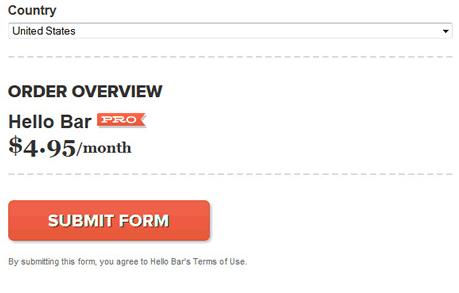 Country
United States
ORDER OVERVIEW
Hello Bar PRO
$4.95/month
SUBMIT FORM
By submitting this form, you agree to Hello Bar's Terms of Use.